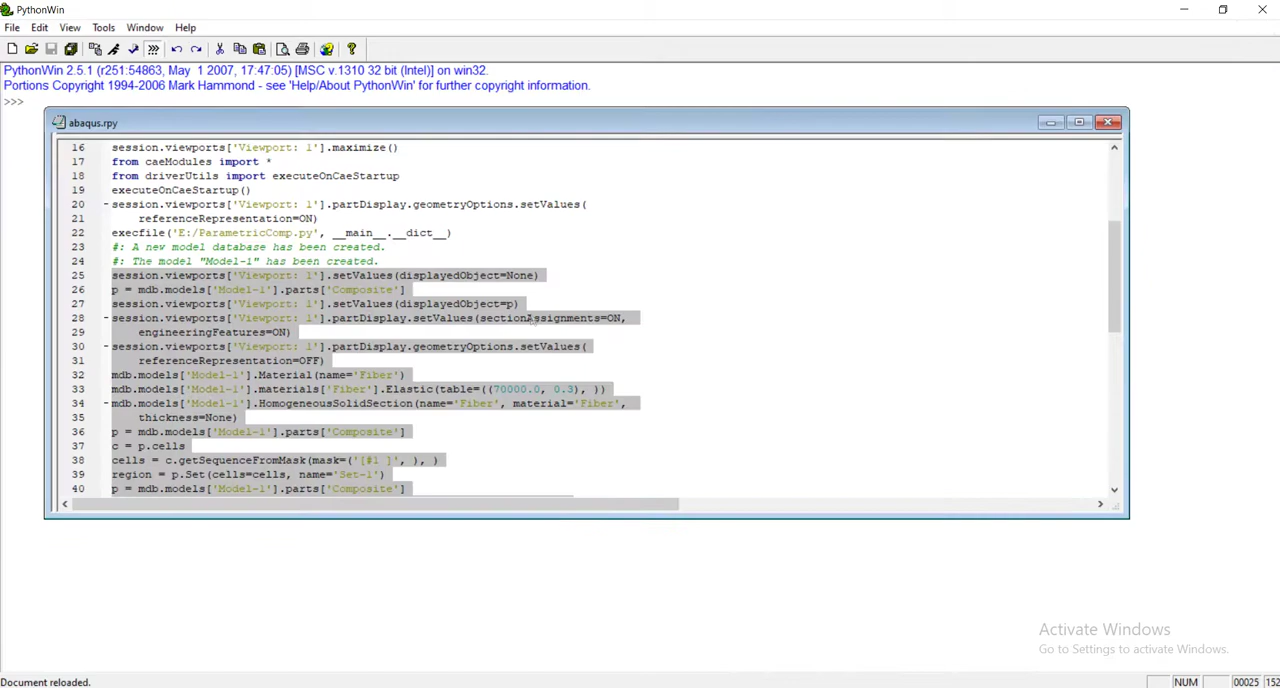 PythonWin
File Edit View Tools Window Help
PythonWin 2.5.1 (r251:54863, May  1 2007, 17:47:05) [MSC v.1310 32 bit (Intel)] on win32.
Portions Copyright 1994-2006 Mark Hammond - see 'Help/About PythonWin' for further copyright information.
>>>
abaqus.rpy
16 session.viewports['Viewport: 1'].maximize()
17 from caeModules import *
18 from driverUtils import executeOnCaeStartup
19 executeOnCaeStartup()
20 -session.viewports['Viewport: 1'].partDisplay.geometryOptions.setValues(
21 referenceRepresentation=ON)
22 execfile('E:/ParametricComp.py', __main__.__dict__)
23 #: A new model database has been created.
24 #: The model "Model-1" has been created.
25 session.viewports['Viewport: 1'].setValues(displayedObject=None)
26 p = mdb.models['Model-1'].parts['Composite']
27 session.viewports['Viewport: 1'].setValues(displayedObject=p)
28 -session.viewports['Viewport: 1'].partDisplay.setValues(sectionAssignments=ON,
29 engineeringFeatures=ON)
30 -session.viewports['Viewport: 1'].partDisplay.geometryOptions.setValues(
31 referenceRepresentation=OFF)
32 mdb.models['Model-1'].Material(name='Fiber')
33 mdb.models['Model-1'].materials['Fiber'].Elastic(table=((70000.0, 0.3), ))
34 -mdb.models['Model-1'].HomogeneousSolidSection(name='Fiber', material='Fiber',
35 thickness=None)
36 p = mdb.models['Model-1'].parts['Composite']
37 c = p.cells
38 cells = c.getSequenceFromMask(mask=('[#1 ]', ), )
39 region = p.Set(cells=cells, name='Set-1')
40 p = mdb.models['Model-1'].parts['Composite']
Activate Windows
Go to Settings to activate Windows.
Document reloaded. NUM 00025 152